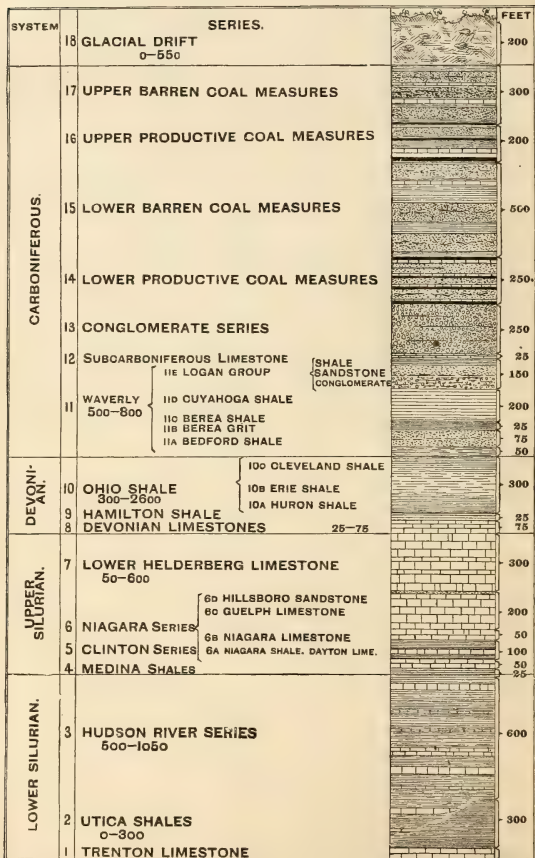 SYSTEM SERIES. FEET
18 GLACIAL DRIFT 200
0-550
CARBONIFEROUS.
17 UPPER BARREN COAL MEASURES 300
16 UPPER PRODUCTIVE COAL MEASURES 200
15 LOWER BARREN COAL MEASURES 500
14 LOWER PRODUCTIVE COAL MEASURES 250
13 CONGLOMERATE SERIES 250
12 SUBCARBONIFEROUS LIMESTONE 25
11E LOGAN GROUP SHALE SANDSTONE CONGLOMERATE 150
11 WAVERLY 11D CUYAHOGA SHALE 200
500-800
11C BEREA SHALE 25
11B BEREA GRIT 75
11A BEDFORD SHALE 50
DEVONI-
AN.
10C CLEVELAND SHALE
10 OHIO SHALE 10B ERIE SHALE 300
300-2600
10A HURON SHALE
9 HAMILTON SHALE 25
8 DEVONIAN LIMESTONES 25-75 75
UPPER
SILURIAN.
7 LOWER HELDERBERG LIMESTONE 300
50-600
6D HILLSBORO SANDSTONE
6C GUELPH LIMESTONE 200
6 NIAGARA SERIES
6B NIAGARA LIMESTONE 50
5 CLINTON SERIES 6A NIAGARA SHALE. DAYTON LIME. 100
50
4 MEDINA SHALES 25
LOWER SILURIAN.
3 HUDSON RIVER SERIES 600
500-1050
2 UTICA SHALES 300
0-300
1 TRENTON LIMESTONE